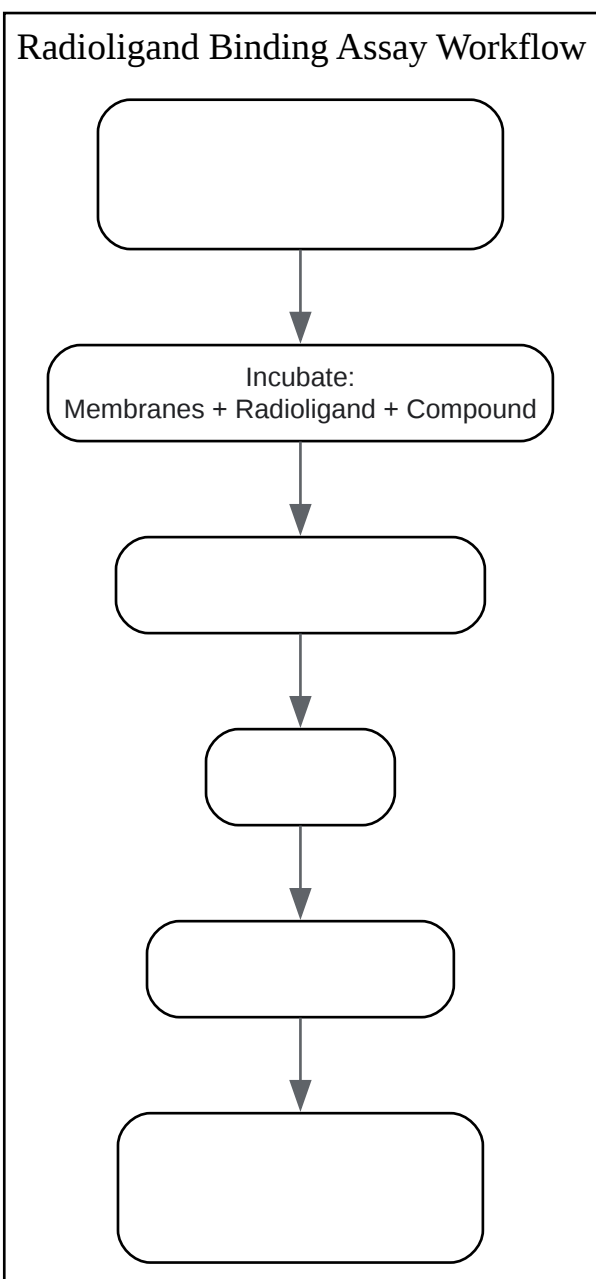 Radioligand Binding Assay Workflow
Incubate:
Membranes + Radioligand + Compound